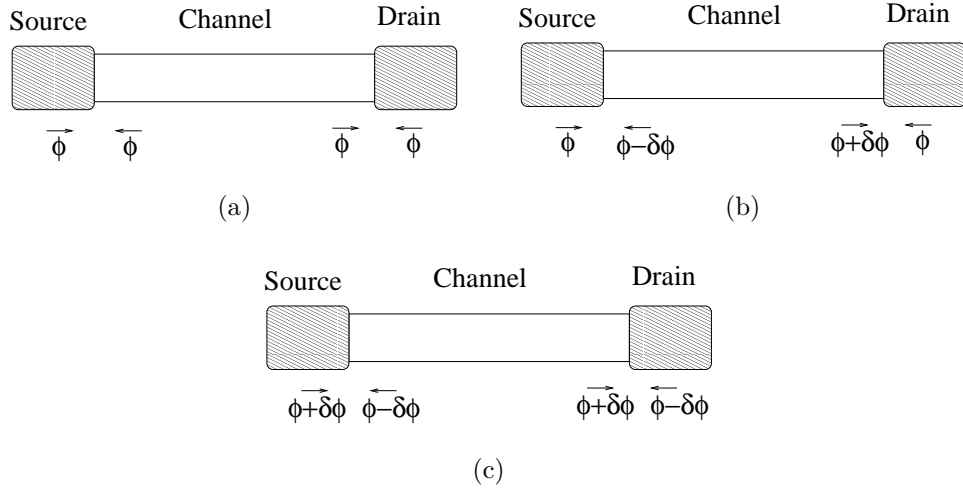 Source Channel Drain
ϕ ϕ ϕ ϕ
(a)
Source Channel Drain
ϕ ϕ−δϕ ϕ+δϕ ϕ
(b)
Source Channel Drain
ϕ+δϕ ϕ−δϕ ϕ+δϕ ϕ−δϕ
(c)